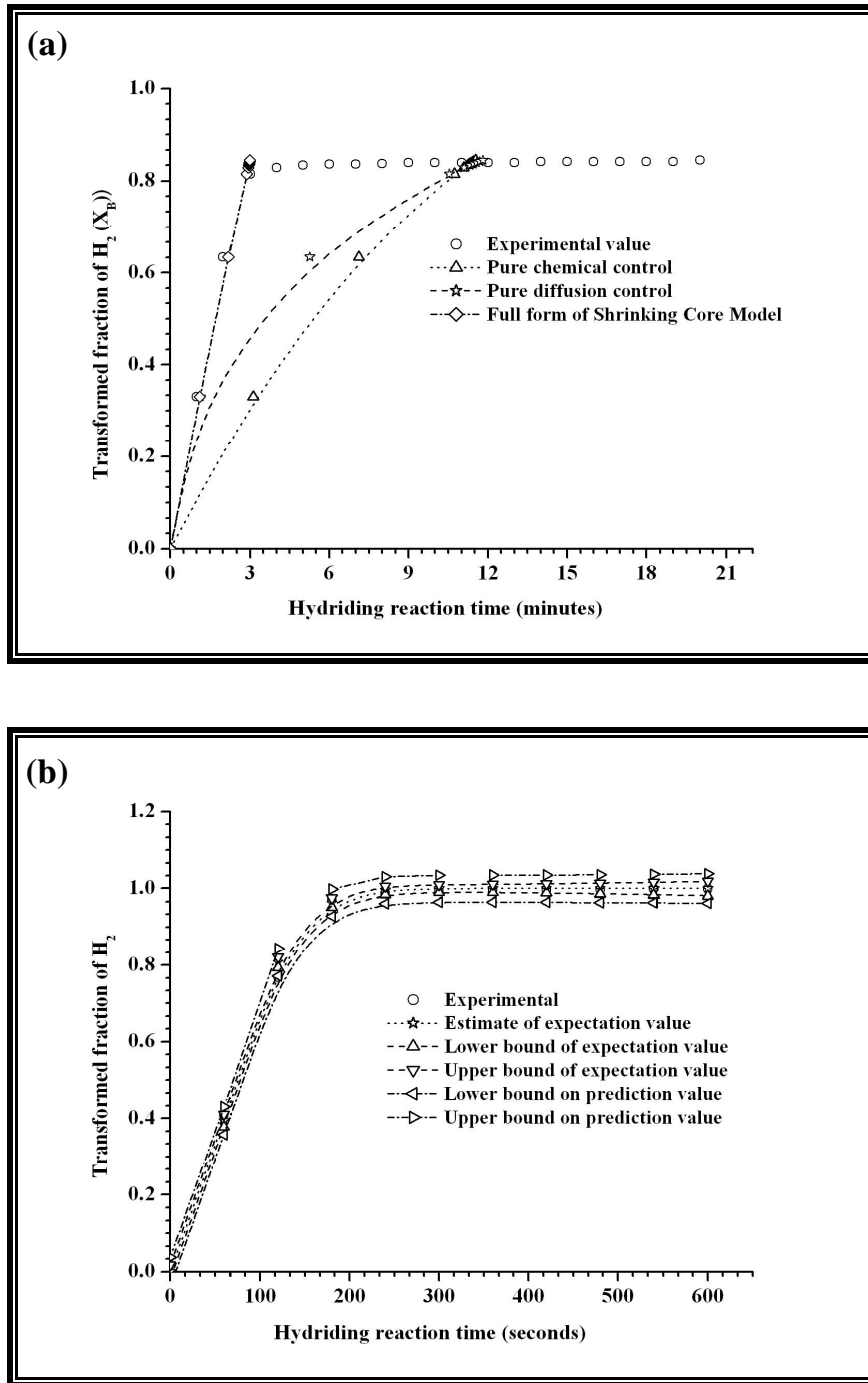 (a)
1.0
0.8
0.6
0.4
0.2
0.0
Transformed fraction of H2 (XB))
Experimental value
Pure chemical control
Pure diffusion control
Full form of Shrinking Core Model
0 3 6 9 12 15 18 21
Hydriding reaction time (minutes)
(b)
1.2
1.0
0.8
0.6
0.4
0.2
0.0
Transformed fraction of H2
Experimental
Estimate of expectation value
Lower bound of expectation value
Upper bound of expectation value
Lower bound on prediction value
Upper bound on prediction value
0 100 200 300 400 500 600
Hydriding reaction time (seconds)